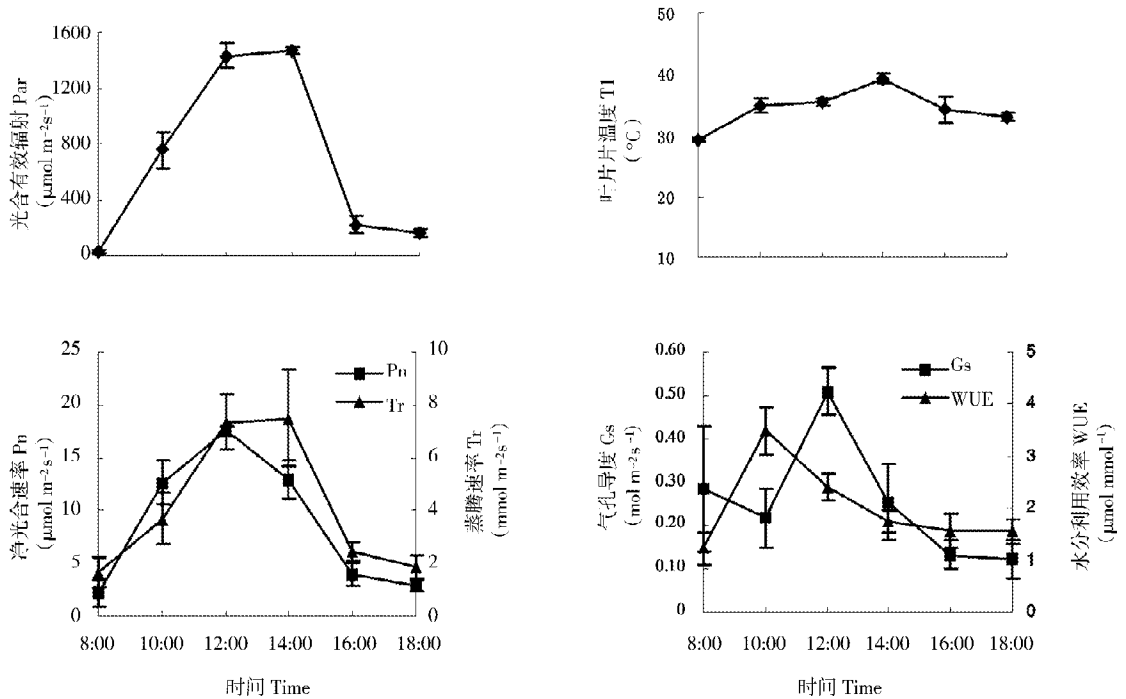 光合有效辐射 Par
(μmol m⁻²s⁻¹)
1600
1200
800
400
0
叶片片温度 T1
(°C)
50
40
30
20
10
净光合速率 Pn
(μmol m⁻²s⁻¹)
25
20
15
10
5
0
Pn
Tr
10
8
6
4
2
0
蒸腾速率 Tr
(mmol m⁻²s⁻¹)
8:00 10:00 12:00 14:00 16:00 18:00
时间 Time
气孔导度 Gs
(mol m⁻²s⁻¹)
0.60
0.50
0.40
0.30
0.20
0.10
0
Gs
WUE
5
4
3
2
1
0
水分利用效率 WUE
(μmol mmol⁻¹)
8:00 10:00 12:00 14:00 16:00 18:00
时间 Time